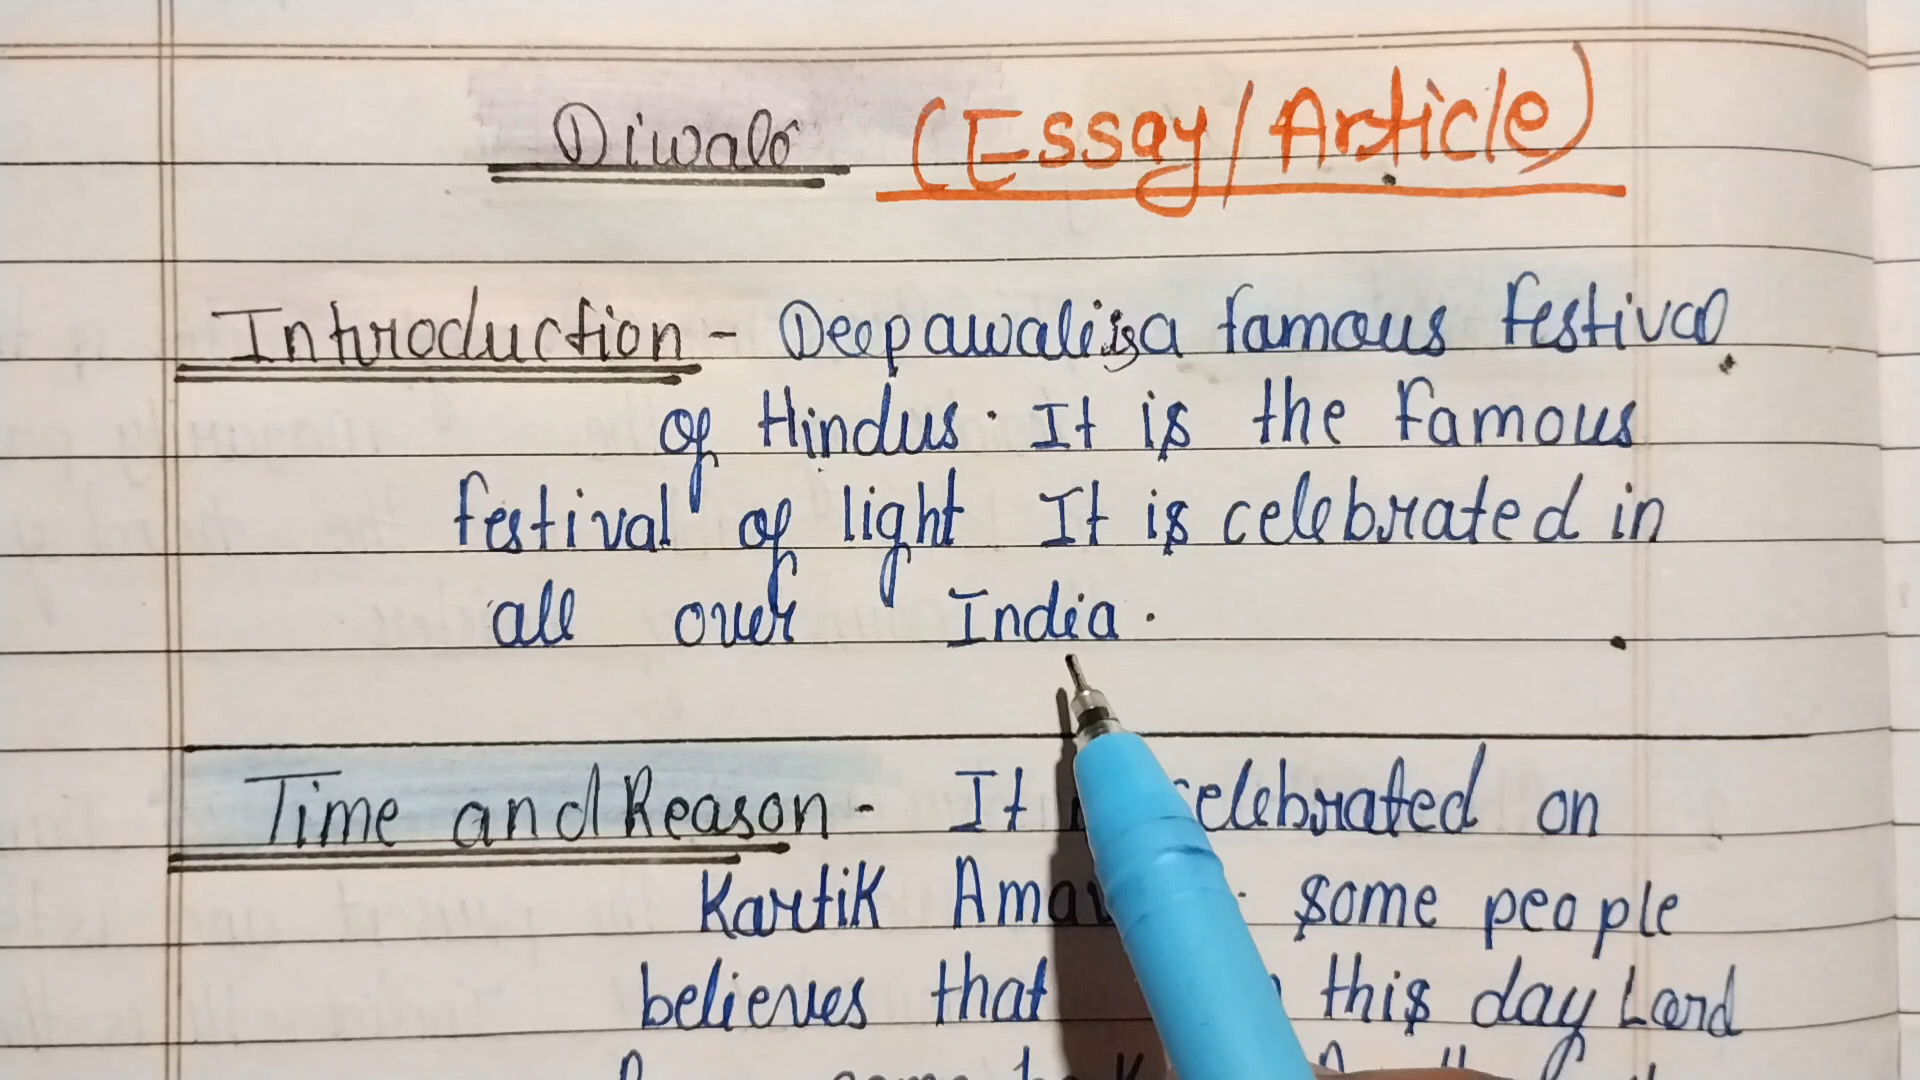 Diwali (Essay/Article)
Introduction - Deepawali is a famous festival
of Hindus. It is the famous
festival of light It is celebrated in
all over India.
Time and Reason - It celebrated on
Kartik some people
believes that this day Lord